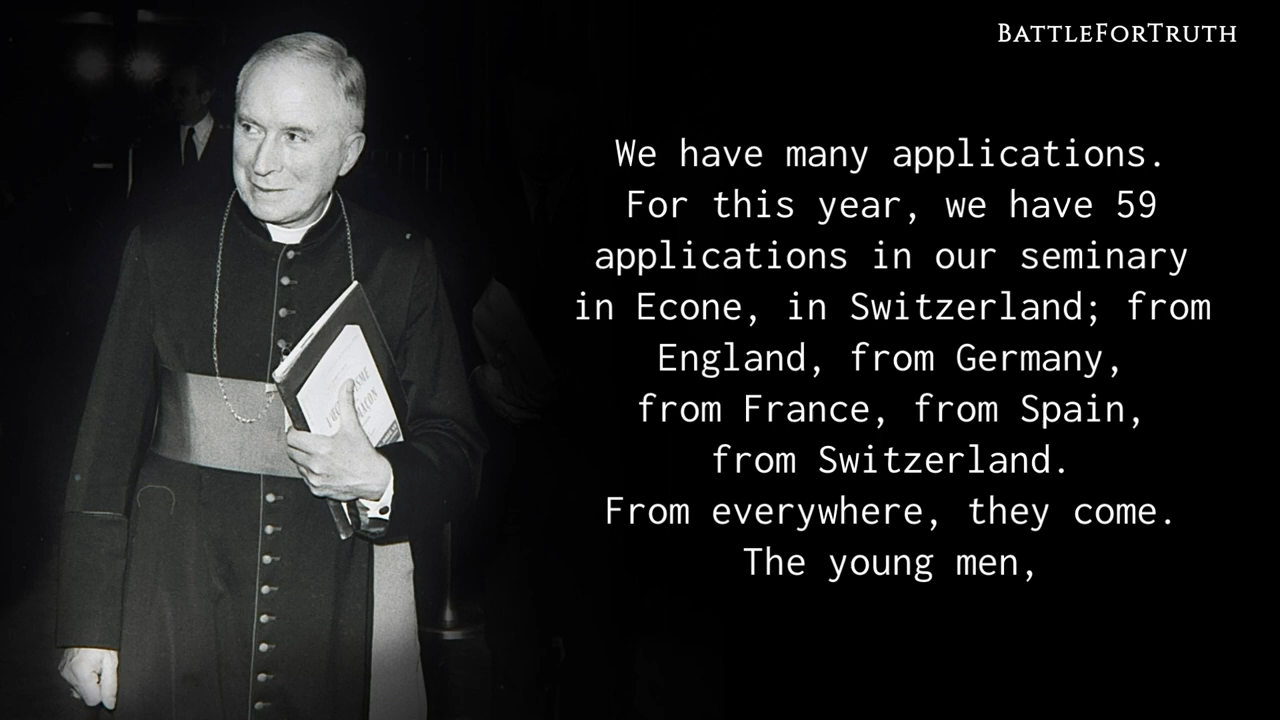 BATTLEFORTRUTH
We have many applications.
For this year, we have 59
applications in our seminary
in Econe, in Switzerland; from
England, from Germany,
from France, from Spain,
from Switzerland.
From everywhere, they come.
The young men,